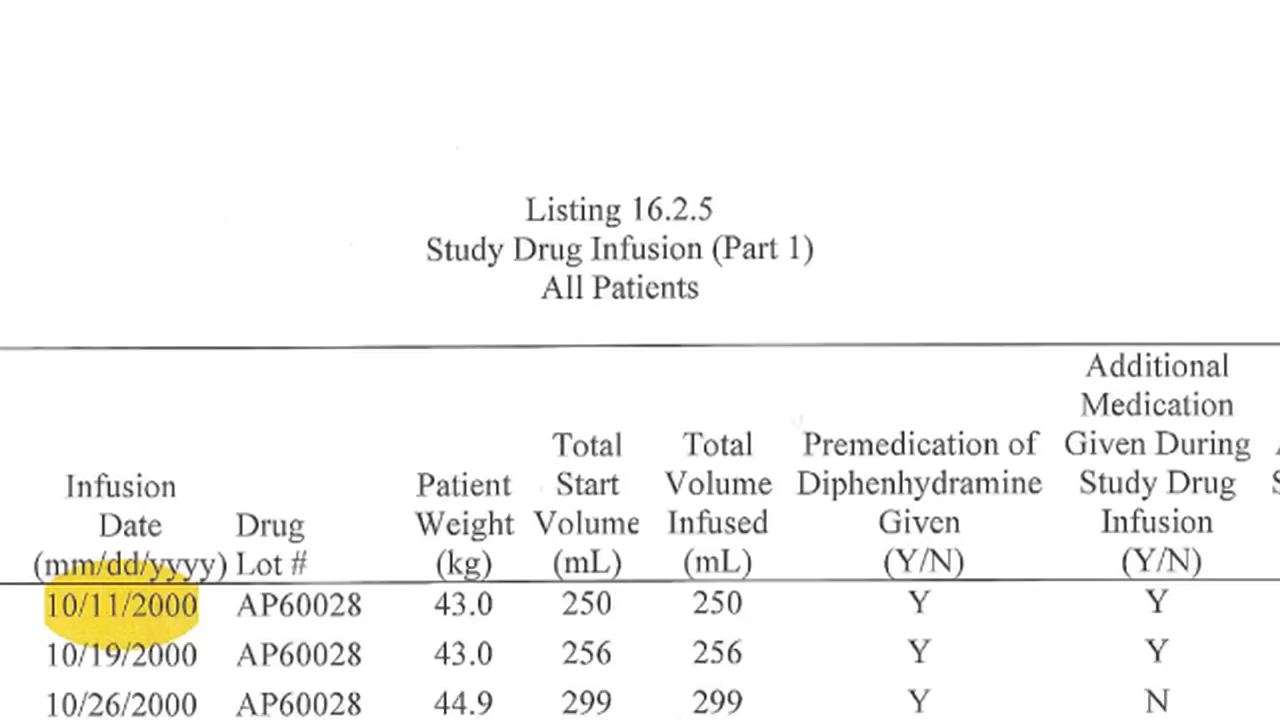 Listing 16.2.5
Study Drug Infusion (Part 1)
All Patients
Additional
Medication
Total Total Premedication of Given During
Infusion Patient Start Volume Diphenhydramine Study Drug
Date Drug Weight Volume Infused Given Infusion
(mm/dd/yyyy) Lot # (kg) (mL) (mL) (Y/N) (Y/N)
10/11/2000 AP60028 43.0 250 250 Y Y
10/19/2000 AP60028 43.0 256 256 Y Y
10/26/2000 AP60028 44.9 299 299 Y N